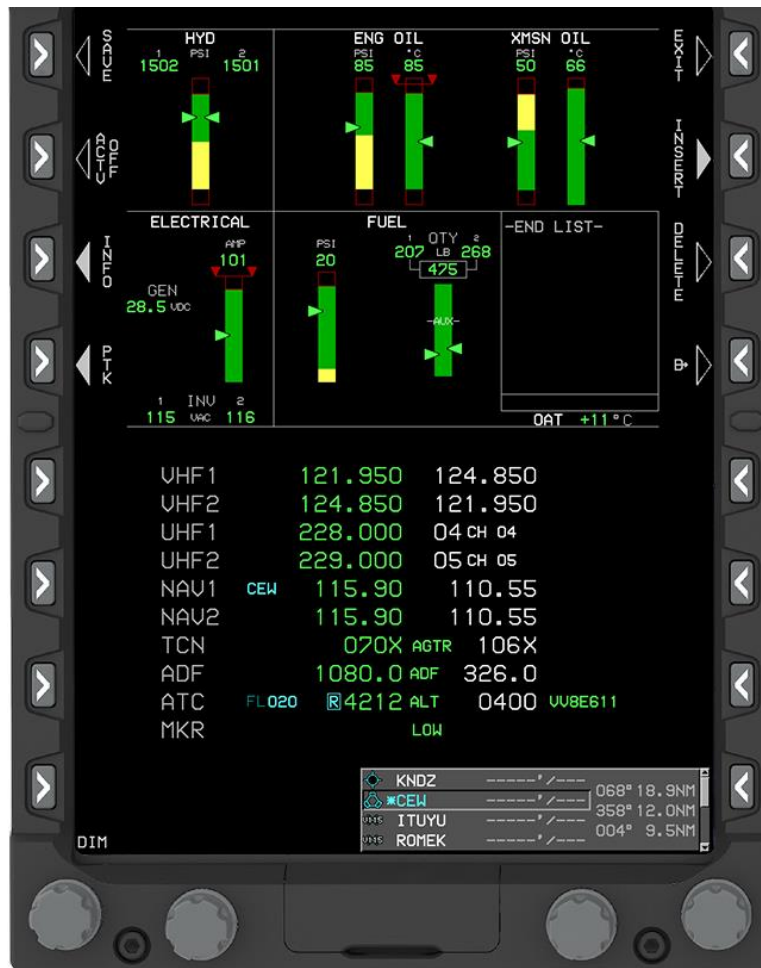 SAVE
ACTV OFF
INFO
PTK
HYD
1 PSI 2
1502 1501
ENG OIL
PSI °C
85 85
XMSN OIL
PSI °C
50 66
EXIT
INSERT
DELETE
ELECTRICAL
AMP
101
GEN
28.5 VDC
1 INV 2
115 VAC 116
FUEL
PSI
20
1 QTY 2
207 LB 268
475
-AUX-
-END LIST-
OAT +11°C
VHF1 121.950 124.850
VHF2 124.850 121.950
UHF1 228.000 04 CH 04
UHF2 229.000 05 CH 05
NAV1 CEW 115.90 110.55
NAV2 115.90 110.55
TCN 070X AGTR 106X
ADF 1080.0 ADF 326.0
ATC FL020 R 4212 ALT 0400 VV8E611
MKR LOW
KNDZ -----'/---
*CEW -----'/---
ITUYU -----'/---
ROMEK -----'/---
068° 18.9NM
358° 12.0NM
004° 9.5NM
DIM